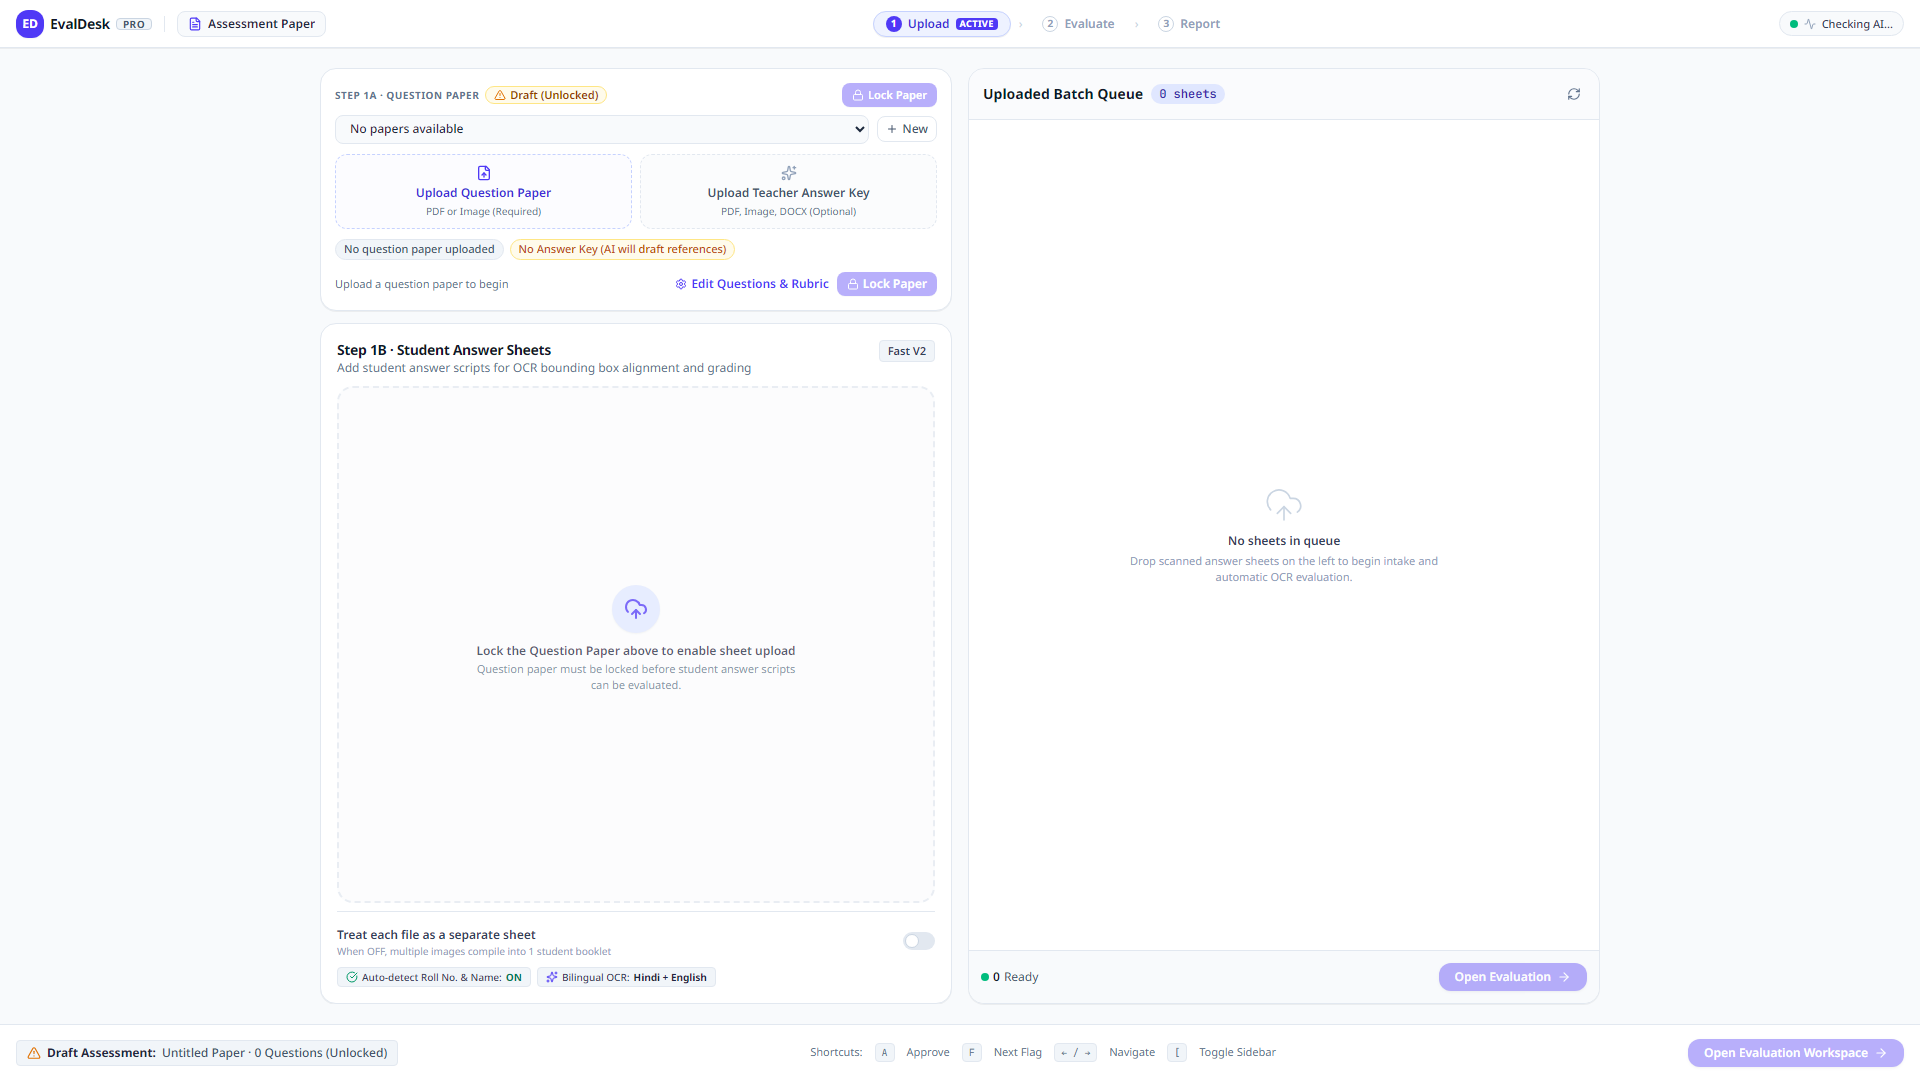 ED EvalDesk PRO Assessment Paper 1 Upload ACTIVE › 2 Evaluate › 3 Report Checking AI...
STEP 1A · QUESTION PAPER Draft (Unlocked) Lock Paper
No papers available + New
Upload Question Paper
PDF or Image (Required)
Upload Teacher Answer Key
PDF, Image, DOCX (Optional)
No question paper uploaded No Answer Key (AI will draft references)
Upload a question paper to begin Edit Questions & Rubric Lock Paper
Step 1B · Student Answer Sheets Fast V2
Add student answer scripts for OCR bounding box alignment and grading
Lock the Question Paper above to enable sheet upload
Question paper must be locked before student answer scripts
can be evaluated.
Treat each file as a separate sheet
When OFF, multiple images compile into 1 student booklet
Auto-detect Roll No. & Name: ON Bilingual OCR: Hindi + English
Uploaded Batch Queue 0 sheets
No sheets in queue
Drop scanned answer sheets on the left to begin intake and
automatic OCR evaluation.
0 Ready Open Evaluation →
Draft Assessment: Untitled Paper · 0 Questions (Unlocked) Shortcuts: A Approve F Next Flag ← / → Navigate [ Toggle Sidebar Open Evaluation Workspace →